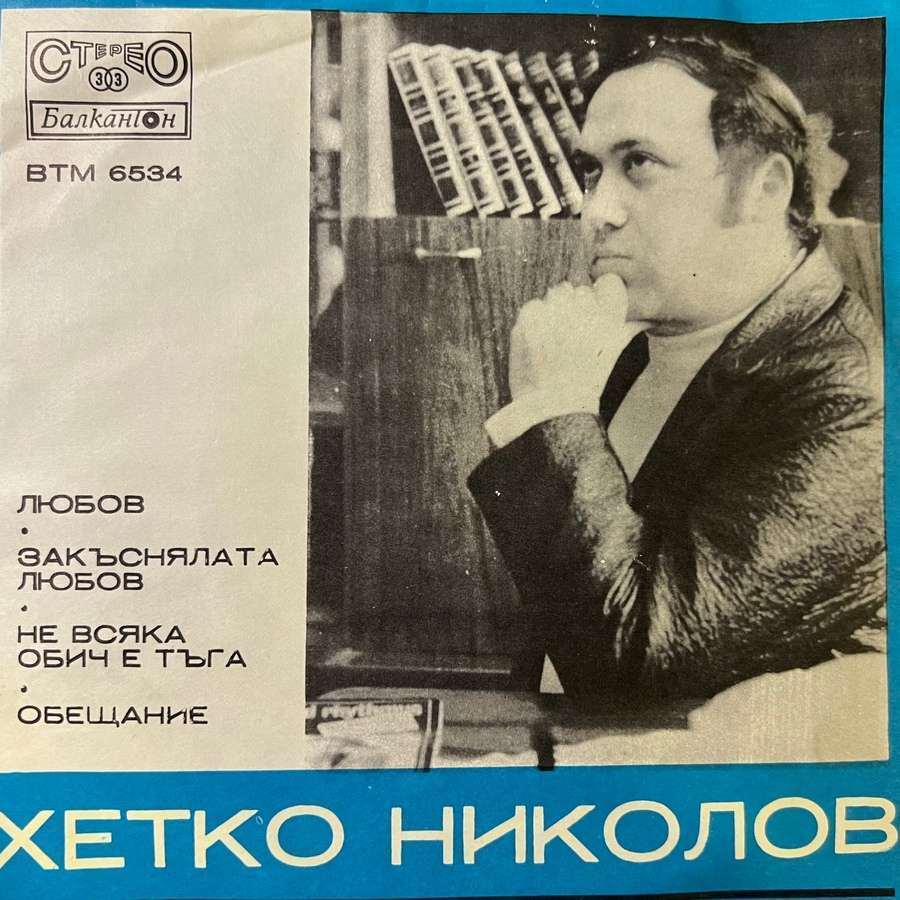 СТЕРЕО
33
Балкантон
ВТМ 6534
ЛЮБОВ
ЗАКЪСНЯЛАТА
ЛЮБОВ
НЕ ВСЯКА
ОБИЧ Е ТЪГА
ОБЕЩАНИЕ
ХЕТКО НИКОЛОВ